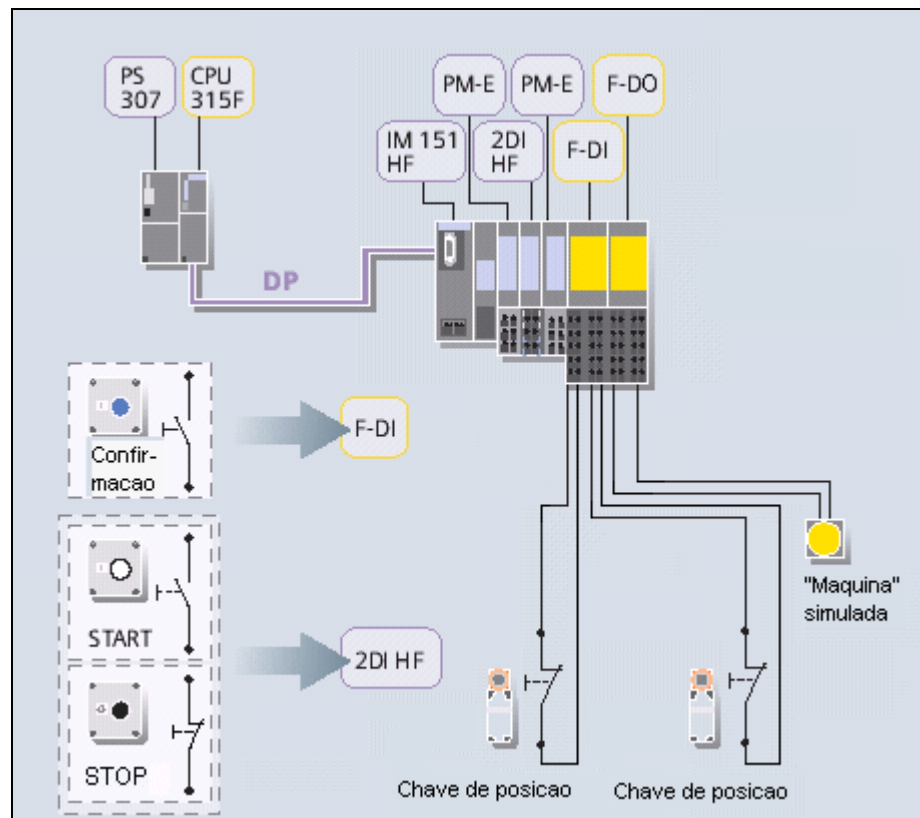 PS
307
CPU
315F
PM-E
PM-E
F-DO
IM 151
HF
2DI
HF
F-DI
DP
Confir-
macao
F-DI
START
2DI HF
STOP
"Maquina"
simulada
Chave de posicao
Chave de posicao